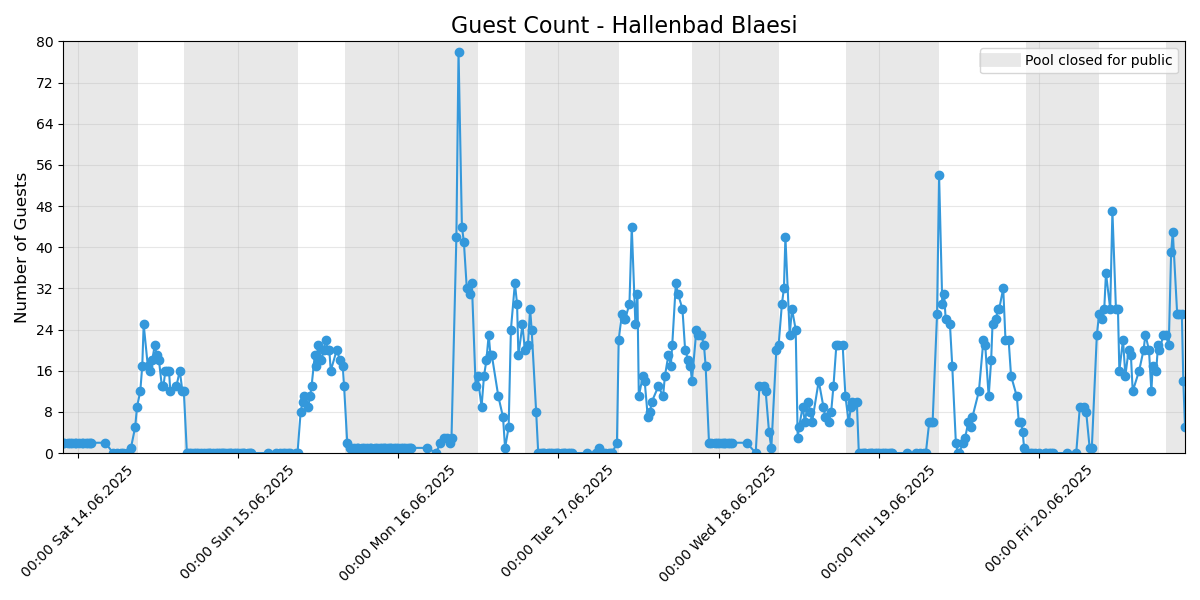 Guest Count - Hallenbad Blaesi
Pool closed for public
Number of Guests
80
72
64
56
48
40
32
24
16
8
0
00:00 Sat 14.06.2025
00:00 Sun 15.06.2025
00:00 Mon 16.06.2025
00:00 Tue 17.06.2025
00:00 Wed 18.06.2025
00:00 Thu 19.06.2025
00:00 Fri 20.06.2025